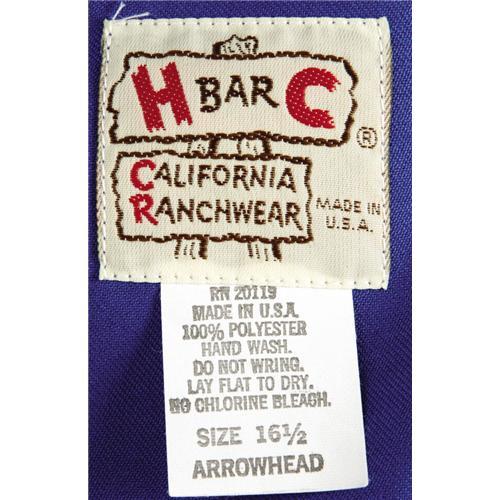 H BAR C
®
CALIFORNIA
RANCHWEAR
MADE IN
U.S.A.
RN 20119
MADE IN U.S.A.
100% POLYESTER
HAND WASH.
DO NOT WRING.
LAY FLAT TO DRY.
NO CHLORINE BLEACH.
SIZE 16½
ARROWHEAD